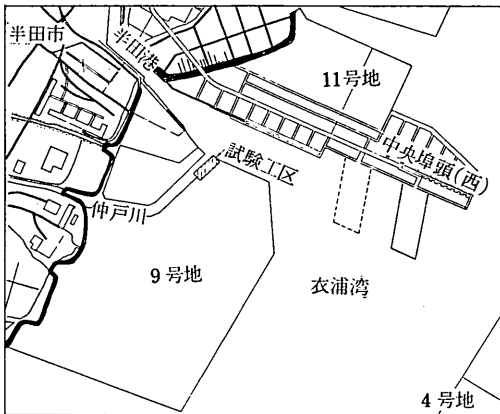 半田市
半田港
11号地
中央埠頭(西)
試験工区
仲戸川
9号地
衣浦湾
4号地